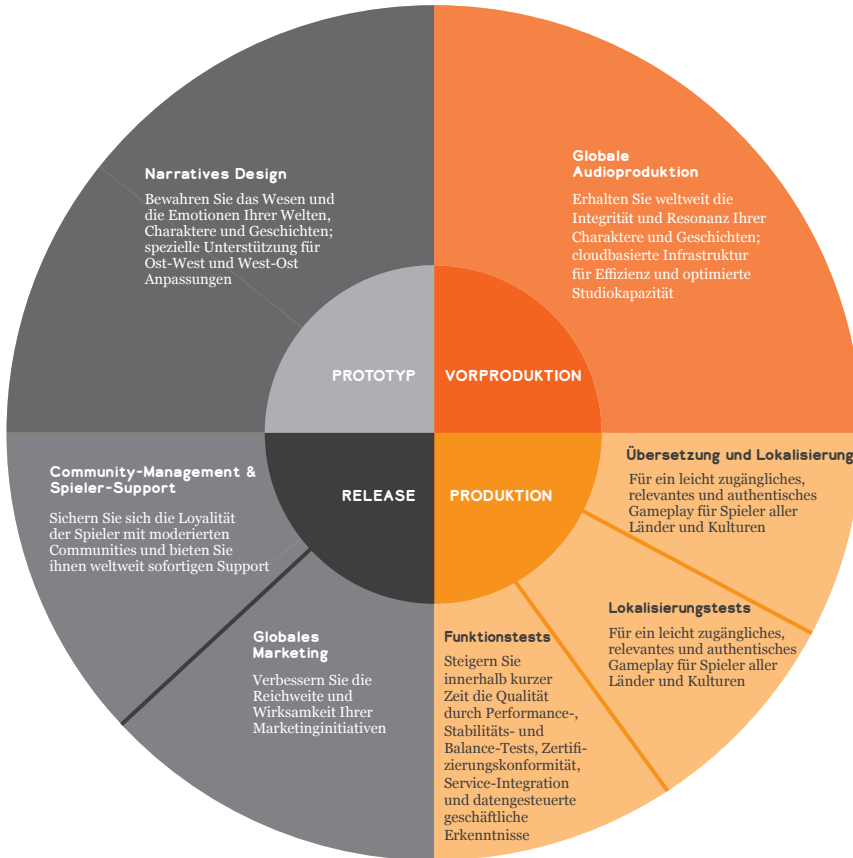 Narratives Design
Bewahren Sie das Wesen und
die Emotionen Ihrer Welten,
Charaktere und Geschichten;
spezielle Unterstützung für
Ost-West und West-Ost
Anpassungen
Globale
Audioproduktion
Erhalten Sie weltweit die
Integrität und Resonanz Ihrer
Charaktere und Geschichten;
cloudbasierte Infrastruktur
für Effizienz und optimierte
Studiokapazität
PROTOTYP
VORPRODUKTION
RELEASE
PRODUKTION
Übersetzung und Lokalisierung
Für ein leicht zugängliches,
relevantes und authentisches
Gameplay für Spieler aller
Länder und Kulturen
Lokalisierungstests
Für ein leicht zugängliches,
relevantes und authentisches
Gameplay für Spieler aller
Länder und Kulturen
Funktionstests
Steigern Sie
innerhalb kurzer
Zeit die Qualität
durch Performance-,
Stabilitäts- und
Balance-Tests, Zertifi-
zierungskonformität,
Service-Integration
und datengesteuerte
geschäftliche
Erkenntnisse
Globales
Marketing
Verbessern Sie die
Reichweite und
Wirksamkeit Ihrer
Marketinginitiativen
Community-Management &
Spieler-Support
Sichern Sie sich die Loyalität
der Spieler mit moderierten
Communities und bieten Sie
ihnen weltweit sofortigen Support